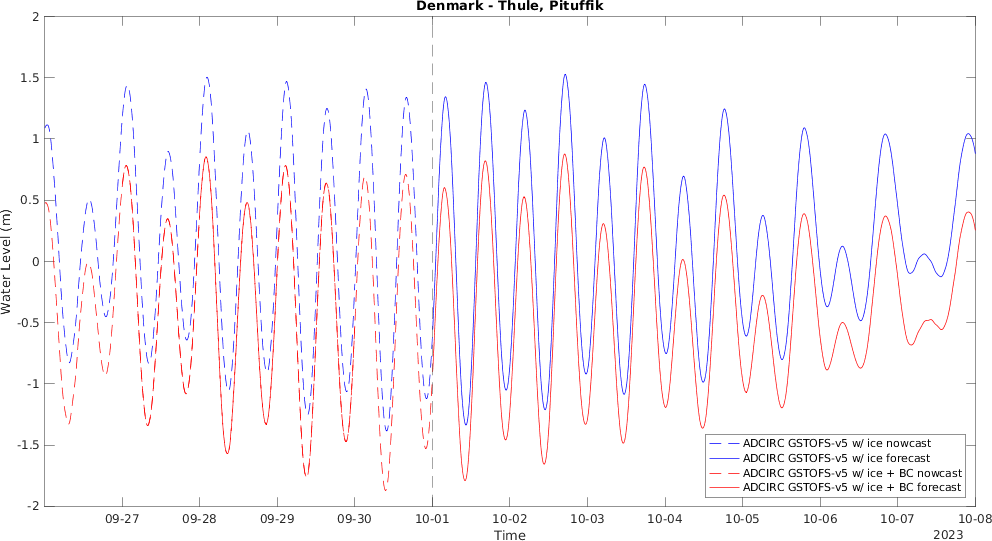 Denmark - Thule, Pituffik
2
1.5
1
0.5
0
-0.5
-1
-1.5
-2
Water Level (m)
ADCIRC GSTOFS-v5 w/ ice nowcast
ADCIRC GSTOFS-v5 w/ ice forecast
ADCIRC GSTOFS-v5 w/ ice + BC nowcast
ADCIRC GSTOFS-v5 w/ ice + BC forecast
09-27 09-28 09-29 09-30 10-01 10-02 10-03 10-04 10-05 10-06 10-07 10-08
Time
2023